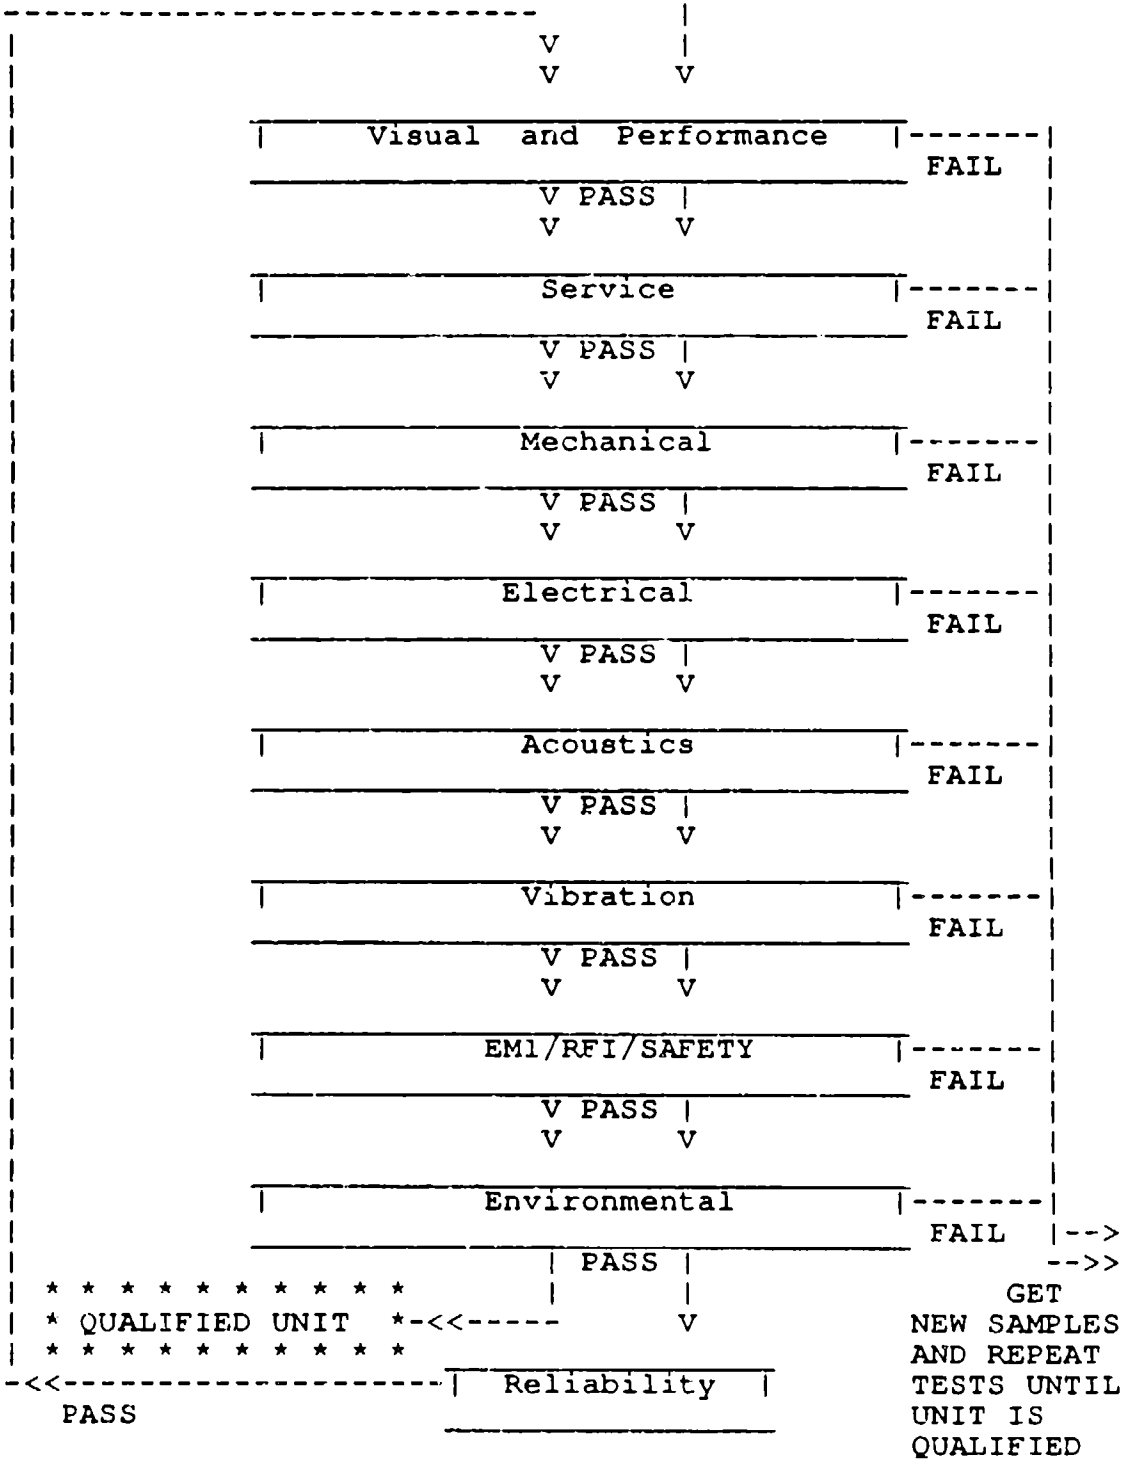 Visual and Performance
FAIL
V PASS |
Service
FAIL
V PASS |
Mechanical
FAIL
V PASS |
Electrical
FAIL
V PASS |
Acoustics
FAIL
V PASS |
Vibration
FAIL
V PASS |
EM1/RFI/SAFETY
FAIL
V PASS |
Environmental
FAIL |-->
| PASS | -->>
* * * * * * * * * *
* QUALIFIED UNIT *-<<-----
* * * * * * * * * *
-<<--------------------| Reliability |
PASS
GET
NEW SAMPLES
AND REPEAT
TESTS UNTIL
UNIT IS
QUALIFIED